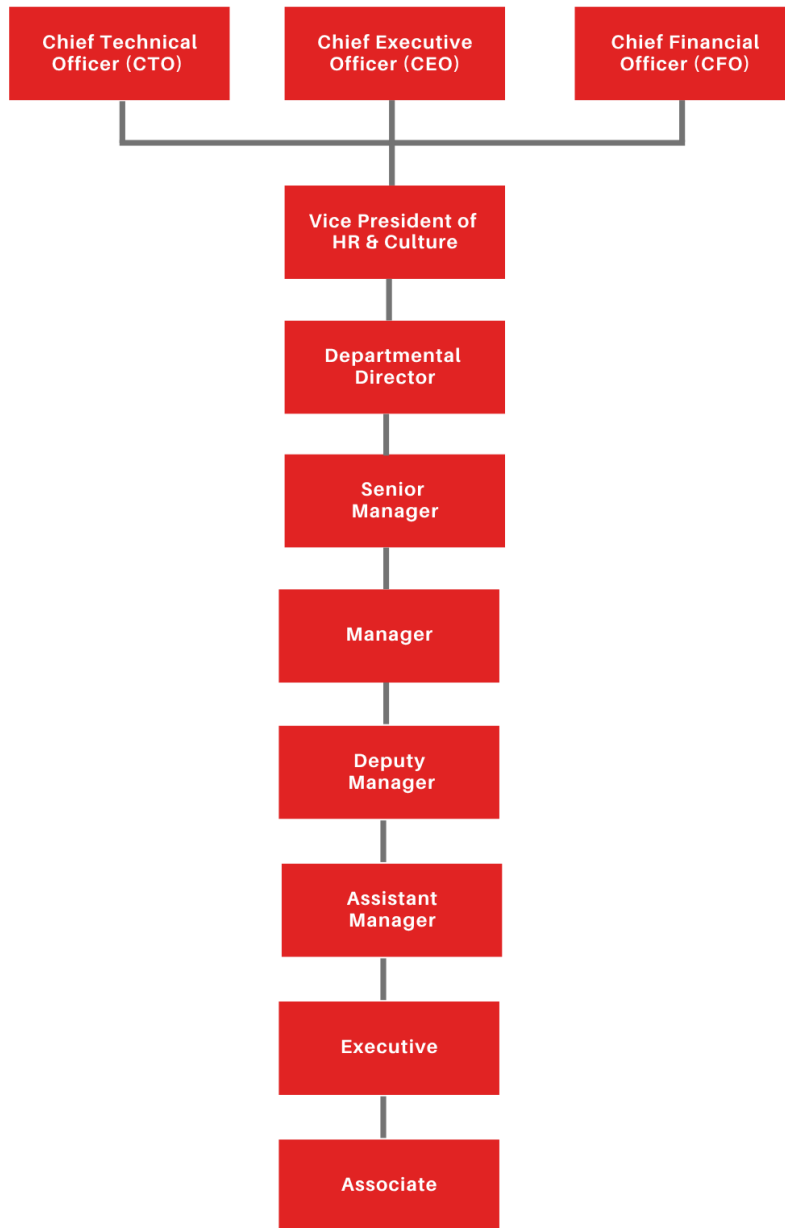 Chief Technical
Officer (CTO)
Chief Executive
Officer (CEO)
Chief Financial
Officer (CFO)
Vice President of
HR & Culture
Departmental
Director
Senior
Manager
Manager
Deputy
Manager
Assistant
Manager
Executive
Associate